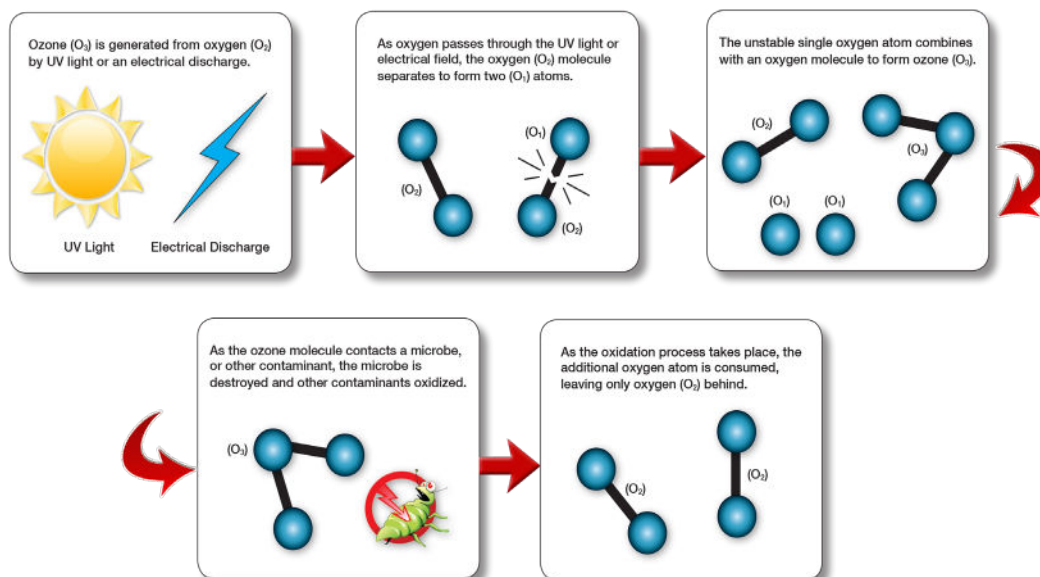 Ozone (O₃) is generated from oxygen (O₂)
by UV light or an electrical discharge.
UV Light
Electrical Discharge
As oxygen passes through the UV light or
electrical field, the oxygen (O₂) molecule
separates to form two (O₁) atoms.
(O₂)
(O₁)
(O₂)
The unstable single oxygen atom combines
with an oxygen molecule to form ozone (O₃).
(O₂)
(O₃)
(O₁)
(O₁)
As the ozone molecule contacts a microbe,
or other contaminant, the microbe is
destroyed and other contaminants oxidized.
(O₃)
As the oxidation process takes place, the
additional oxygen atom is consumed,
leaving only oxygen (O₂) behind.
(O₂)
(O₂)